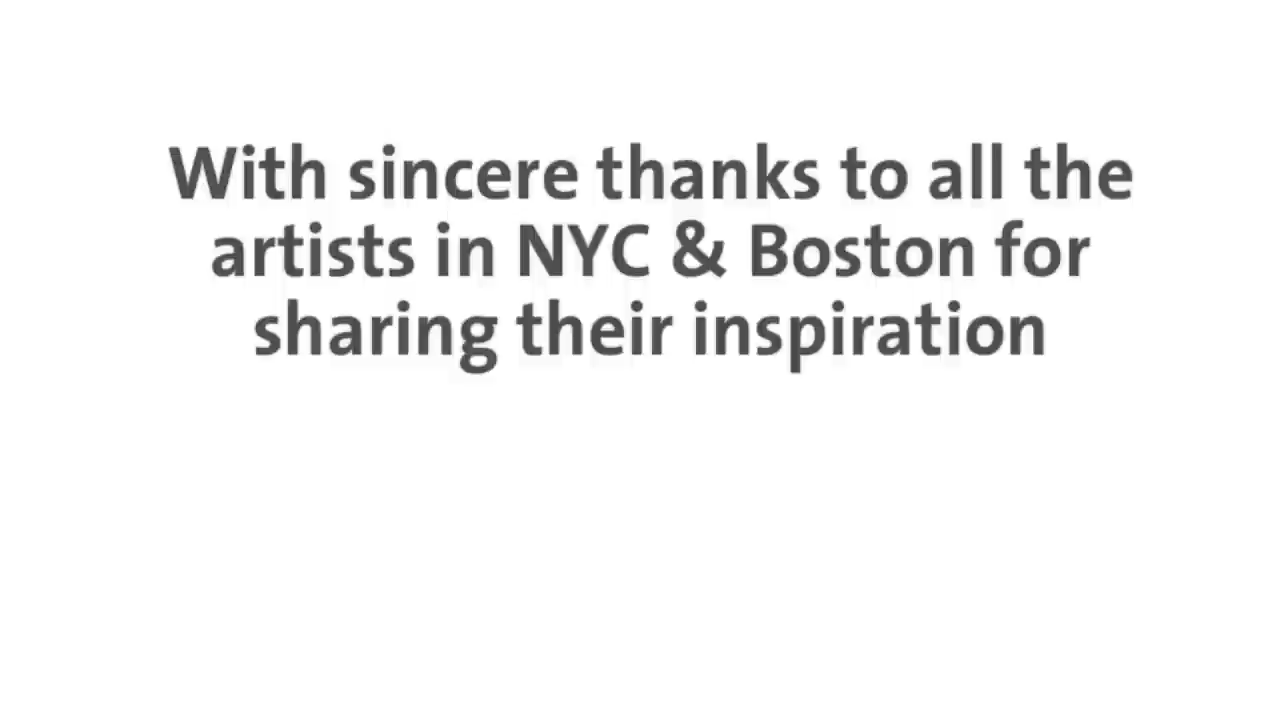 With sincere thanks to all the
artists in NYC & Boston for
sharing their inspiration